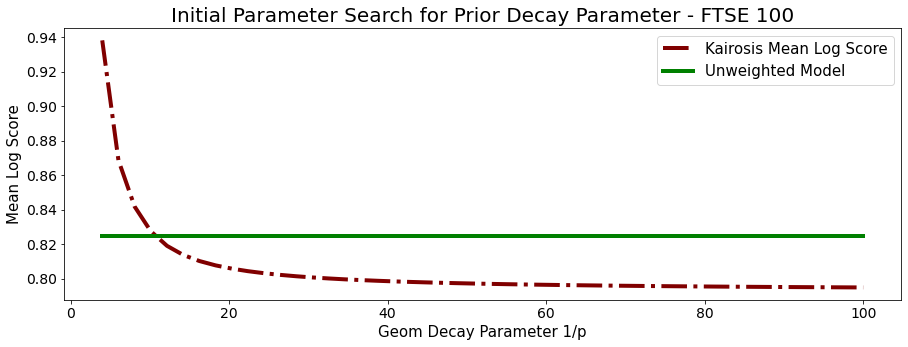 Initial Parameter Search for Prior Decay Parameter - FTSE 100
Kairosis Mean Log Score
Unweighted Model
Mean Log Score
0.94
0.92
0.90
0.88
0.86
0.84
0.82
0.80
0 20 40 60 80 100
Geom Decay Parameter 1/p